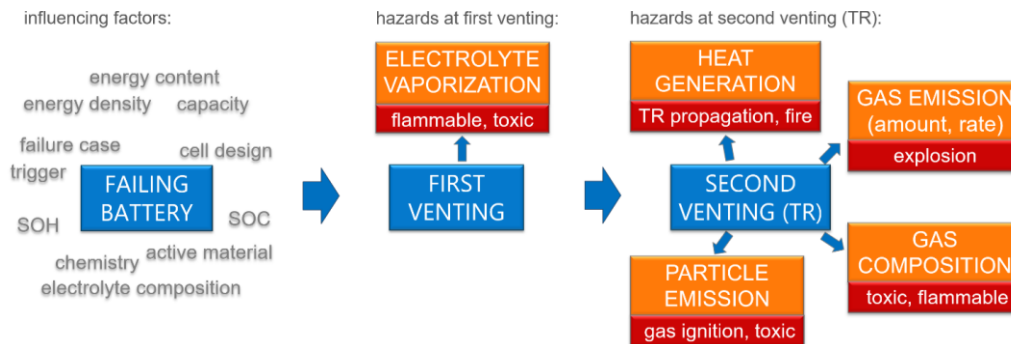 influencing factors:
energy content
energy density
capacity
failure case
cell design
trigger
FAILING
BATTERY
SOH
SOC
active material
chemistry
electrolyte composition
hazards at first venting:
ELECTROLYTE
VAPORIZATION
flammable, toxic
FIRST
VENTING
hazards at second venting (TR):
HEAT
GENERATION
TR propagation, fire
GAS EMISSION
(amount, rate)
explosion
SECOND
VENTING (TR)
PARTICLE
EMISSION
gas ignition, toxic
GAS
COMPOSITION
toxic, flammable